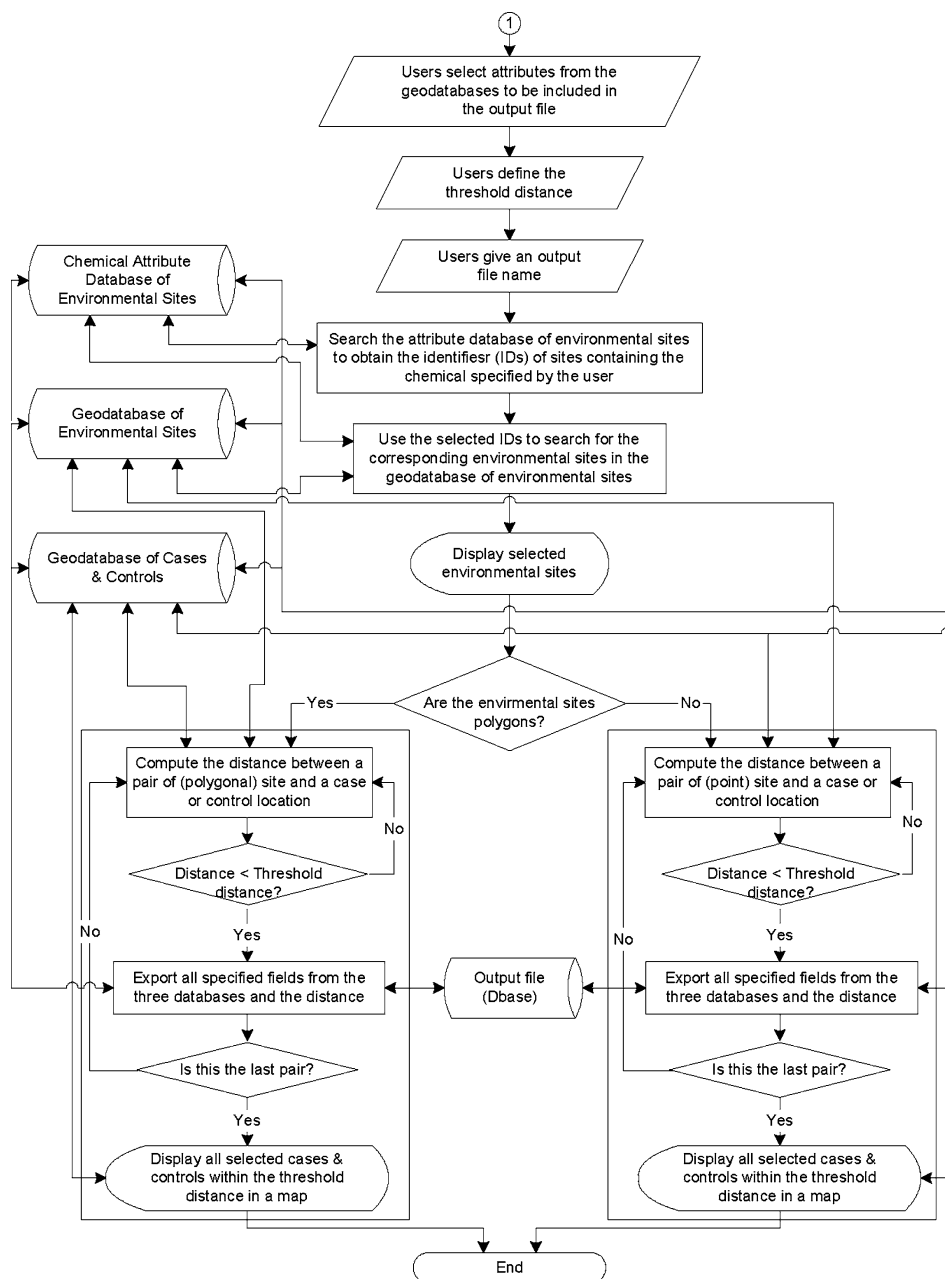 1
Users select attributes from the
geodatabases to be included in
the output file
Users define the
threshold distance
Users give an output
file name
Chemical Attribute
Database of
Environmental Sites
Search the attribute database of environmental sites
to obtain the identifiesr (IDs) of sites containing the
chemical specified by the user
Geodatabase of
Environmental Sites
Use the selected IDs to search for the
corresponding environmental sites in the
geodatabase of environmental sites
Geodatabase of Cases
& Controls
Display selected
environmental sites
Are the envirmental sites
polygons?
Yes
No
Compute the distance between a
pair of (polygonal) site and a case
or control location
No
Distance < Threshold
distance?
No
Yes
Export all specified fields from the
three databases and the distance
Is this the last pair?
Yes
Display all selected cases &
controls within the threshold
distance in a map
Output file
(Dbase)
Compute the distance between a
pair of (point) site and a case or
control location
No
Distance < Threshold
distance?
No
Yes
Export all specified fields from the
three databases and the distance
Is this the last pair?
Yes
Display all selected cases &
controls within the threshold
distance in a map
End